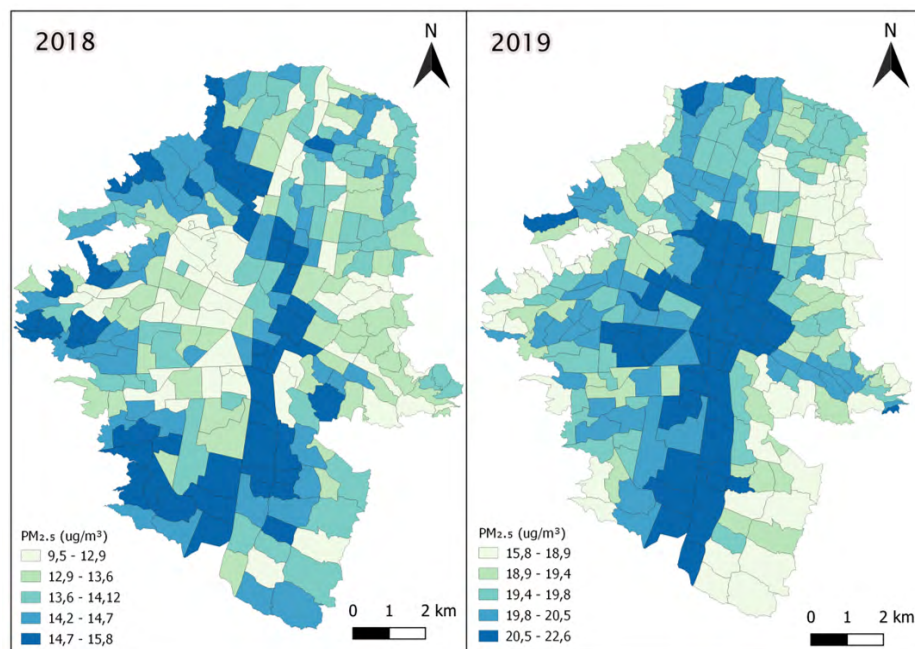 2018
N
PM₂.₅ (ug/m³)
9,5 - 12,9
12,9 - 13,6
13,6 - 14,12
14,2 - 14,7
14,7 - 15,8
0 1 2 km
2019
N
PM₂.₅ (ug/m³)
15,8 - 18,9
18,9 - 19,4
19,4 - 19,8
19,8 - 20,5
20,5 - 22,6
0 1 2 km